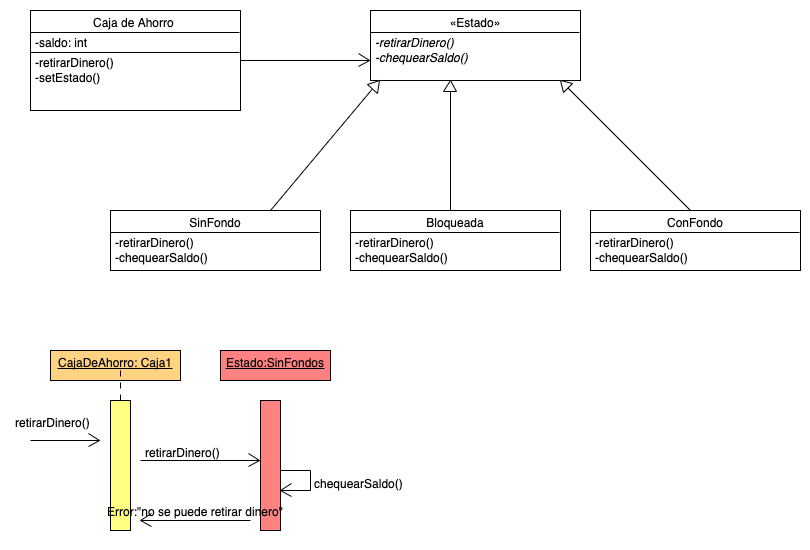 Caja de Ahorro
-saldo: int
-retirarDinero()
-setEstado()
«Estado»
-retirarDinero()
-chequearSaldo()
SinFondo
-retirarDinero()
-chequearSaldo()
Bloqueada
-retirarDinero()
-chequearSaldo()
ConFondo
-retirarDinero()
-chequearSaldo()
CajaDeAhorro: Caja1
Estado:SinFondos
retirarDinero()
retirarDinero()
chequearSaldo()
Error:"no se puede retirar dinero"